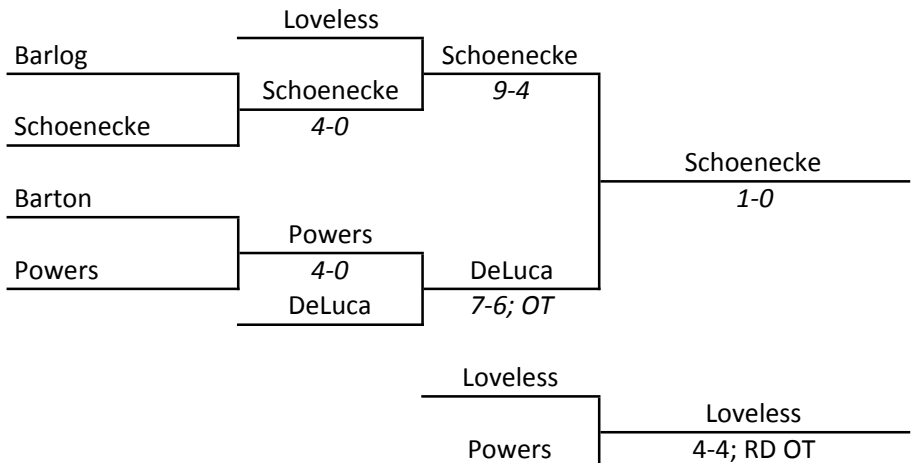 Loveless
Barlog
Schoenecke
Schoenecke
9-4
Schoenecke
4-0
Schoenecke
1-0
Barton
Powers
Powers
4-0
DeLuca
DeLuca
7-6; OT
Loveless
Loveless
Powers
4-4; RD OT